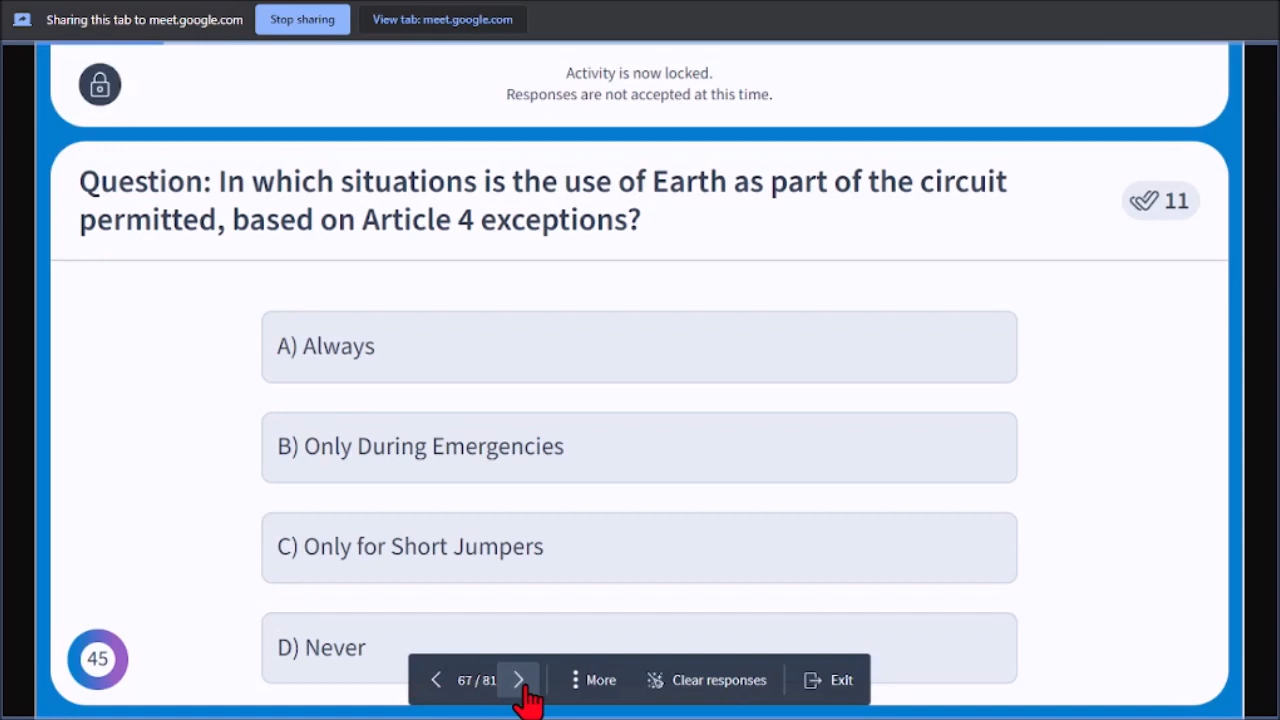 Sharing this tab to meet.google.com
Stop sharing
View tab: meet.google.com
Activity is now locked.
Responses are not accepted at this time.
Question: In which situations is the use of Earth as part of the circuit
permitted, based on Article 4 exceptions?
11
A) Always
B) Only During Emergencies
C) Only for Short Jumpers
D) Never
45
67 / 81
More
Clear responses
Exit